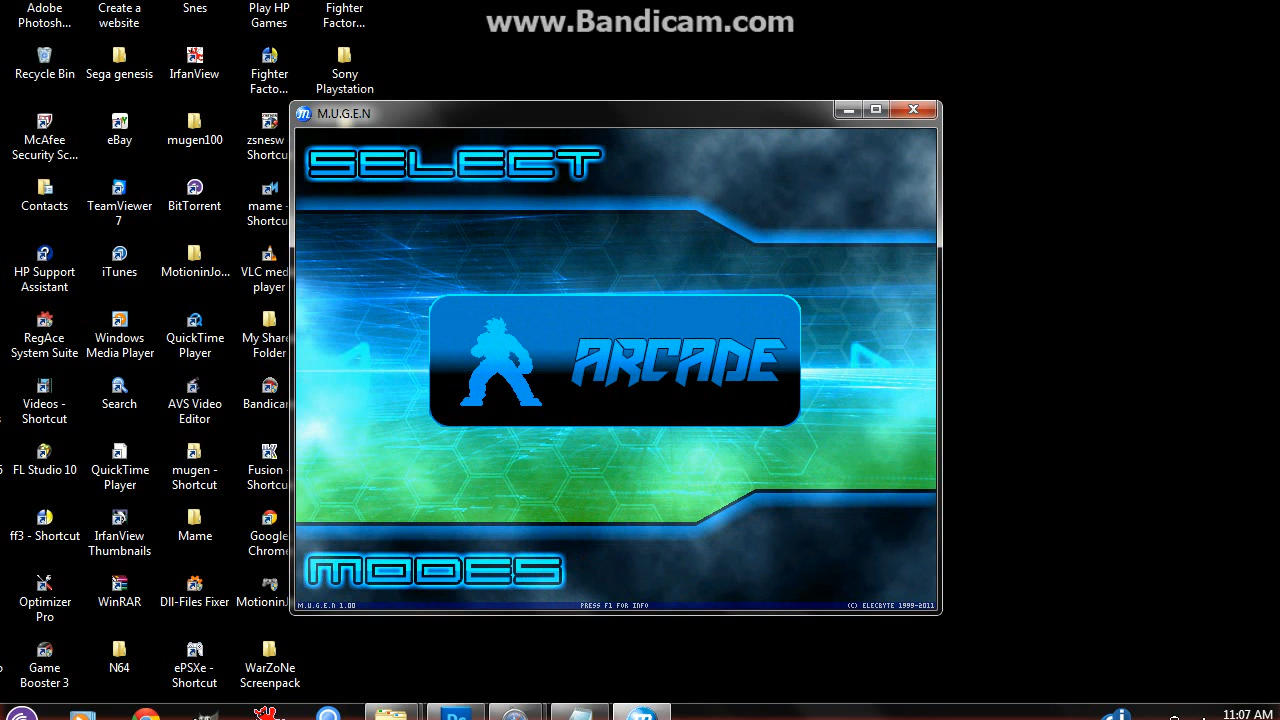 www.Bandicam.com
Adobe
Photosh...
Create a
website
Snes
Play HP
Games
Fighter
Factor...
Recycle Bin
Sega genesis
IrfanView
Fighter
Facto...
Sony
Playstation
McAfee
Security Sc...
eBay
mugen100
zsnesw
Shortcu
Contacts
TeamViewer
7
BitTorrent
mame -
Shortcu
HP Support
Assistant
iTunes
MotioninJo...
VLC med
player
RegAce
System Suite
Windows
Media Player
QuickTime
Player
My Share
Folder
Videos -
Shortcut
Search
AVS Video
Editor
Bandicar
FL Studio 10
QuickTime
Player
mugen -
Shortcut
Fusion
Shortcu
ff3 - Shortcut
IrfanView
Thumbnails
Mame
Google
Chrome
Optimizer
Pro
WinRAR
Dll-Files Fixer
MotioninJ
Game
Booster 3
N64
ePSXe -
Shortcut
WarZoNe
Screenpack
M.U.G.E.N
SELECT
ARCADE
MODES
M.U.G.E.N 1.00
PRESS F1 FOR INFO
(C) ELECBYTE 1999-2011
Ps
11:07 AM